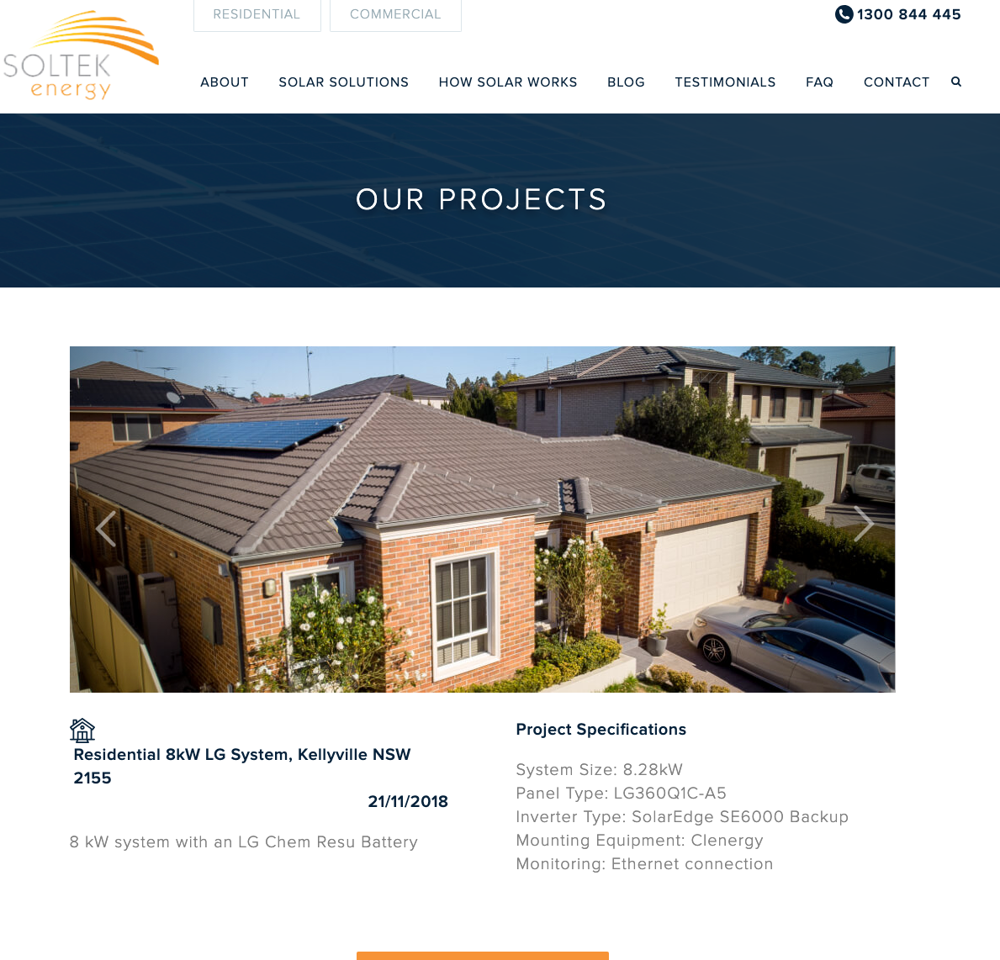 RESIDENTIAL
COMMERCIAL
1300 844 445
SOLTEK
energy
ABOUT
SOLAR SOLUTIONS
HOW SOLAR WORKS
BLOG
TESTIMONIALS
FAQ
CONTACT
OUR PROJECTS
Residential 8kW LG System, Kellyville NSW
2155
21/11/2018
8 kW system with an LG Chem Resu Battery
Project Specifications
System Size: 8.28kW
Panel Type: LG360Q1C-A5
Inverter Type: SolarEdge SE6000 Backup
Mounting Equipment: Clenergy
Monitoring: Ethernet connection